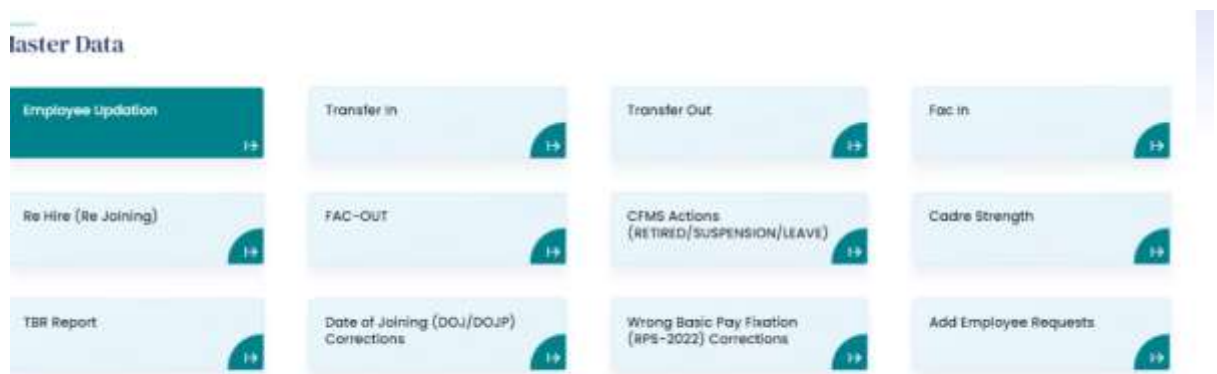 laster Data
Employee Updation
Transfer In
Transfer Out
Fac In
Re Hire (Re Joining)
FAC-OUT
CFMS Actions
(RETIRED/SUSPENSION/LEAVE)
Cadre Strength
TBR Report
Date of Joining (DOJ/DOJP)
Corrections
Wrong Basic Pay Fixation
(RPS-2022) Corrections
Add Employee Requests